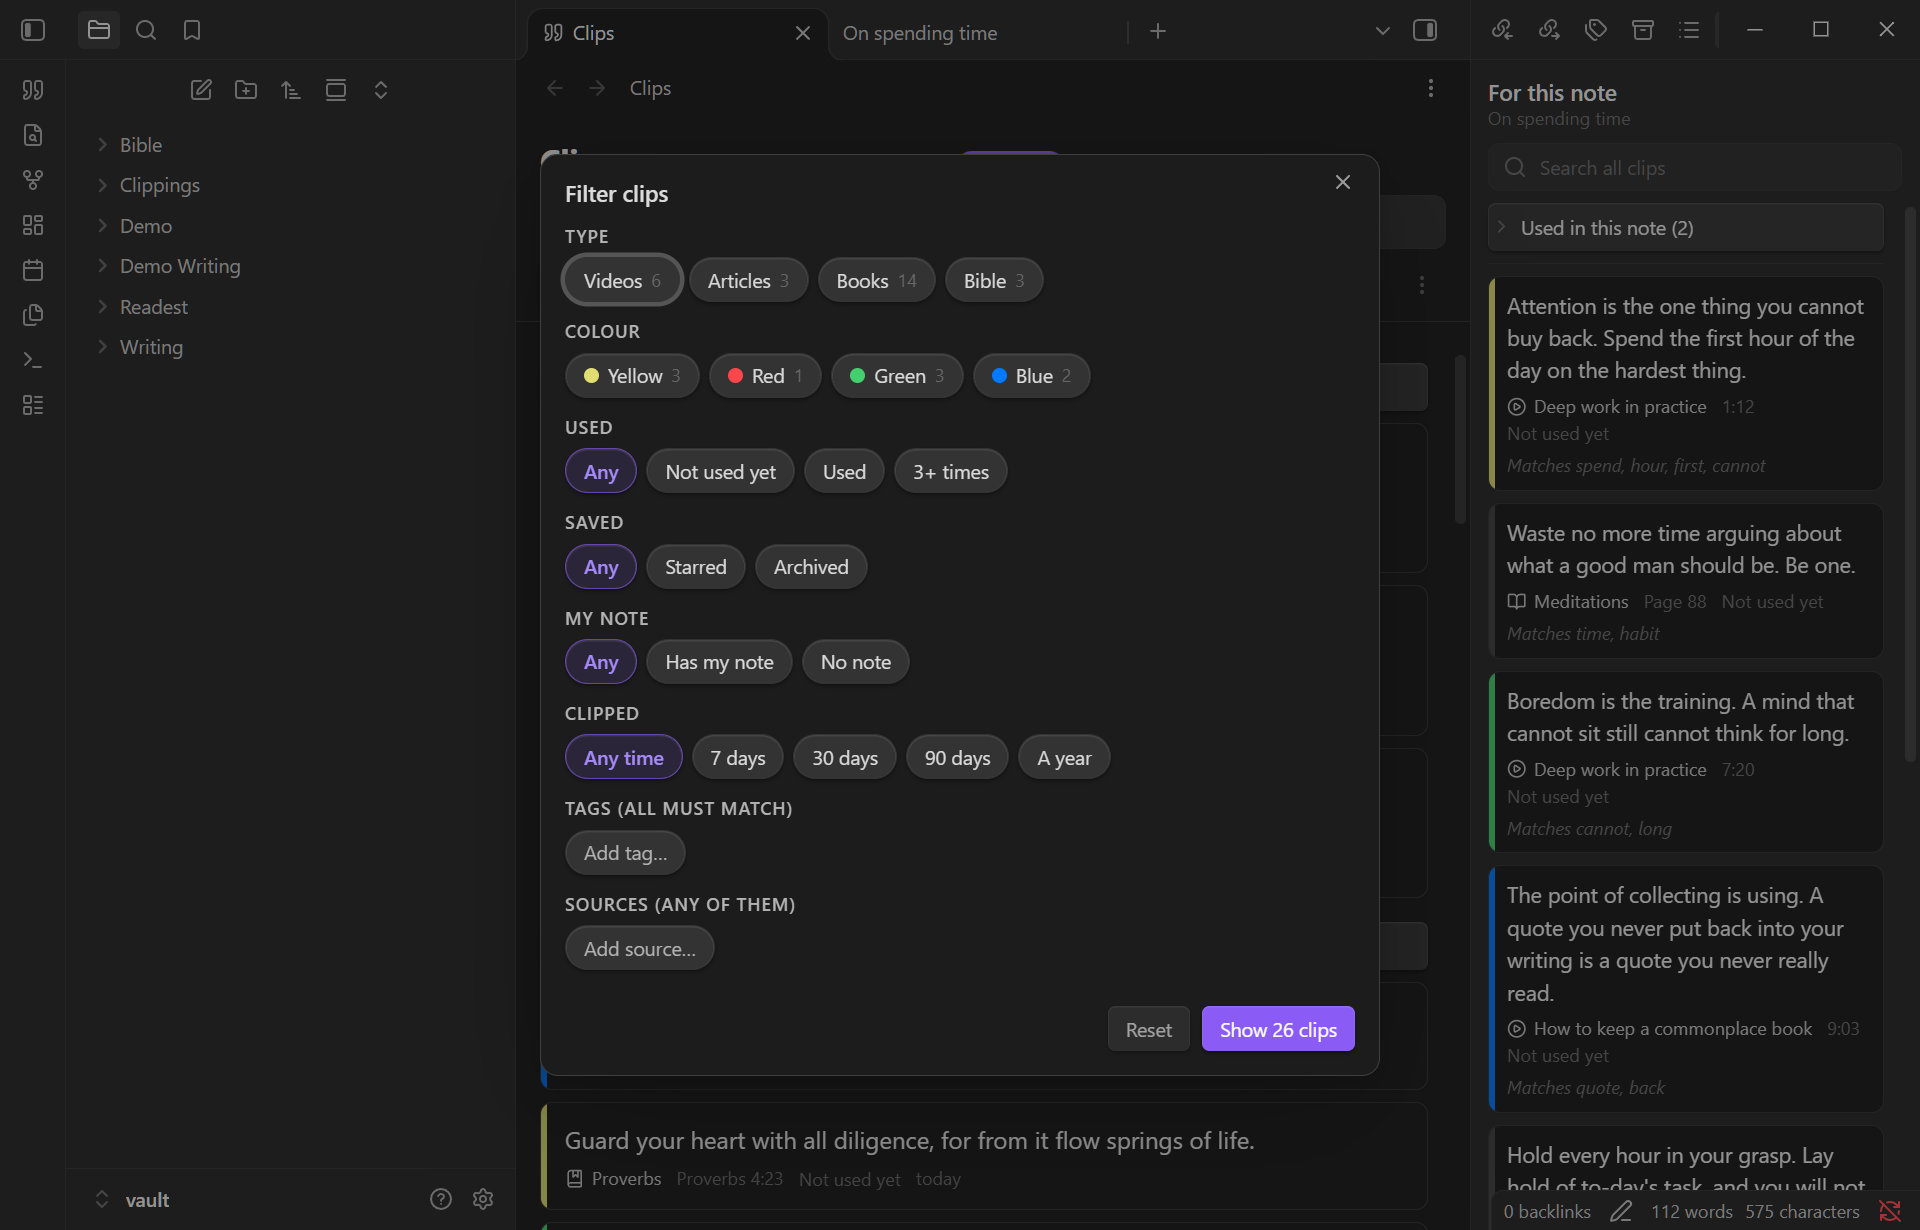 Clips
On spending time
Clips
Bible
Clippings
Demo
Demo Writing
Readest
Writing
vault
Filter clips
TYPE
Videos 6
Articles 3
Books 14
Bible 3
COLOUR
Yellow 3
Red 1
Green 3
Blue 2
USED
Any
Not used yet
Used
3+ times
SAVED
Any
Starred
Archived
MY NOTE
Any
Has my note
No note
CLIPPED
Any time
7 days
30 days
90 days
A year
TAGS (ALL MUST MATCH)
Add tag...
SOURCES (ANY OF THEM)
Add source...
Reset
Show 26 clips
Guard your heart with all diligence, for from it flow springs of life.
Proverbs Proverbs 4:23 Not used yet today
For this note
On spending time
Search all clips
Used in this note (2)
Attention is the one thing you cannot
buy back. Spend the first hour of the
day on the hardest thing.
Deep work in practice 1:12
Not used yet
Matches spend, hour, first, cannot
Waste no more time arguing about
what a good man should be. Be one.
Meditations Page 88 Not used yet
Matches time, habit
Boredom is the training. A mind that
cannot sit still cannot think for long.
Deep work in practice 7:20
Not used yet
Matches cannot, long
The point of collecting is using. A
quote you never put back into your
writing is a quote you never really
read.
How to keep a commonplace book 9:03
Not used yet
Matches quote, back
Hold every hour in your grasp. Lay
hold of to-day's task, and you will not
0 backlinks
112 words 575 characters